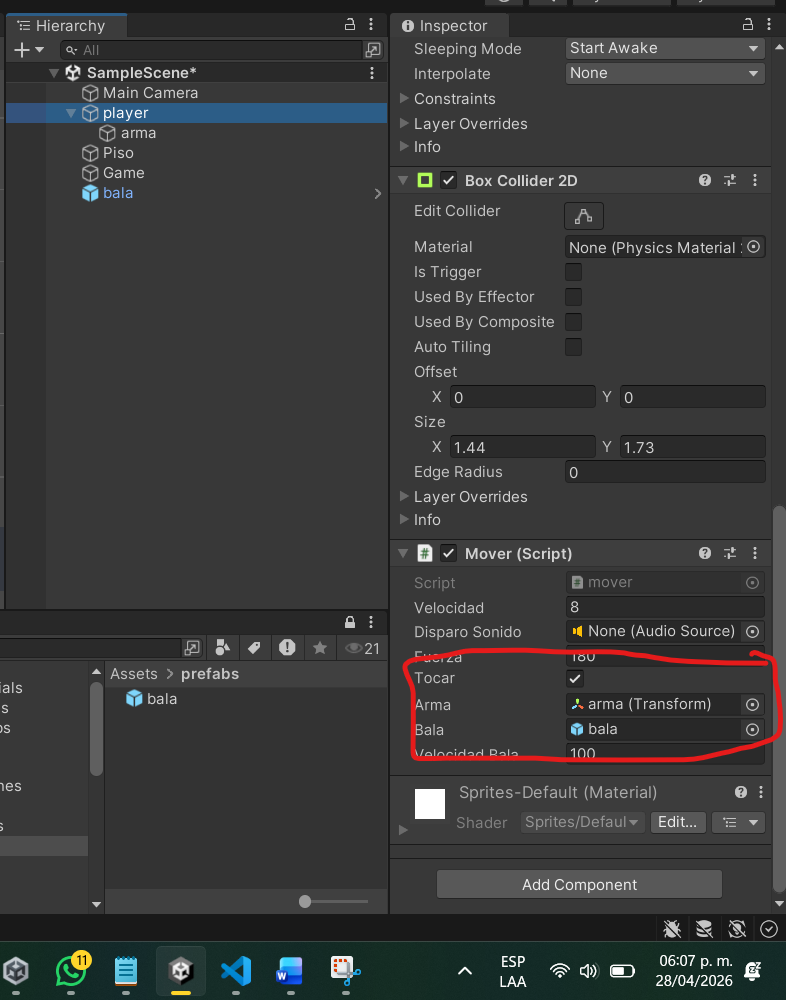 Hierarchy
All
SampleScene*
Main Camera
player
arma
Piso
Game
bala
Inspector
Sleeping Mode Start Awake
Interpolate None
Constraints
Layer Overrides
Info
Box Collider 2D
Edit Collider
Material None (Physics Material
Is Trigger
Used By Effector
Used By Composite
Auto Tiling
Offset
X 0 Y 0
Size
X 1.44 Y 1.73
Edge Radius 0
Layer Overrides
Info
# Mover (Script)
Script # mover
Velocidad 8
Disparo Sonido None (Audio Source)
Fuerza 180
Tocar
Arma arma (Transform)
Bala bala
Velocidad Bala 100
Sprites-Default (Material)
Shader Sprites/Defaul Edit...
Add Component
21
Assets > prefabs
bala
ials
s
os
nes
s
11
ESP
LAA
06:07 p. m.
28/04/2026